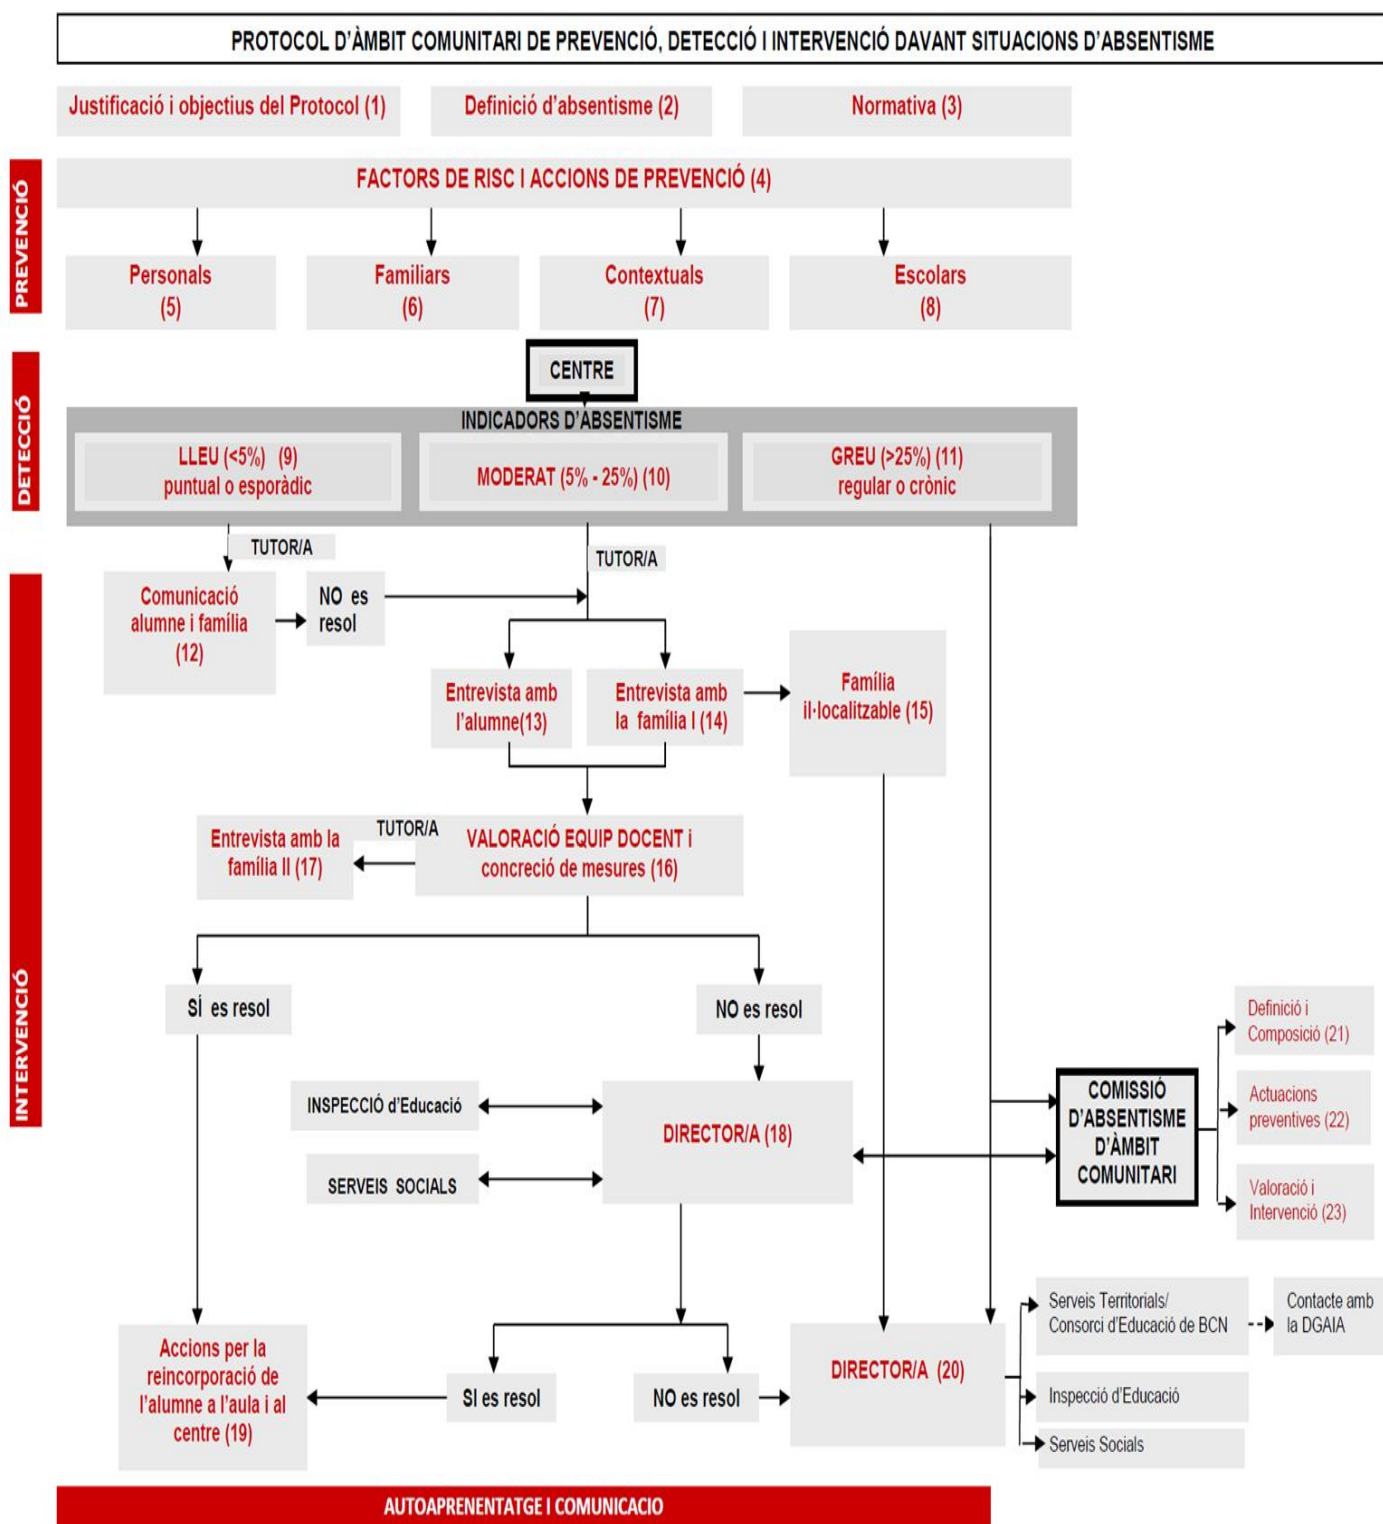 PROTOCOL D'ÀMBIT COMUNITARI DE PREVENCIÓ, DETECCIÓ I INTERVENCIÓ DAVANT SITUACIONS D'ABSENTISME
Justificació i objectius del Protocol (1)
Definició d'absentisme (2)
Normativa (3)
PREVENCIÓ
FACTORS DE RISC I ACCIONS DE PREVENCIÓ (4)
Personals
(5)
Familiars
(6)
Contextuals
(7)
Escolars
(8)
DETECCIÓ
CENTRE
INDICADORS D'ABSENTISME
LLEU (<5%) (9)
puntual o esporàdic
MODERAT (5% - 25%) (10)
GREU (>25%) (11)
regular o crònic
INTERVENCIÓ
TUTOR/A
TUTOR/A
Comunicació
alumne i família
(12)
NO es
resol
Entrevista amb
l'alumne(13)
Entrevista amb
la família I (14)
Família
il·localitzable (15)
Entrevista amb la
família II (17)
TUTOR/A
VALORACIÓ EQUIP DOCENT i
concreció de mesures (16)
SÍ es resol
NO es resol
INSPECCIÓ d'Educació
SERVEIS SOCIALS
DIRECTOR/A (18)
COMISSIÓ
D'ABSENTISME
D'ÀMBIT
COMUNITARI
Definició i
Composició (21)
Actuacions
preventives (22)
Valoració i
Intervenció (23)
Accions per la
reincorporació de
l'alumne a l'aula i al
centre (19)
SI es resol
NO es resol
DIRECTOR/A (20)
Serveis Territorials/
Consorci d'Educació de BCN
Contacte amb
la DGAIA
Inspecció d'Educació
Serveis Socials
AUTOAPRENENTATGE I COMUNICACIO